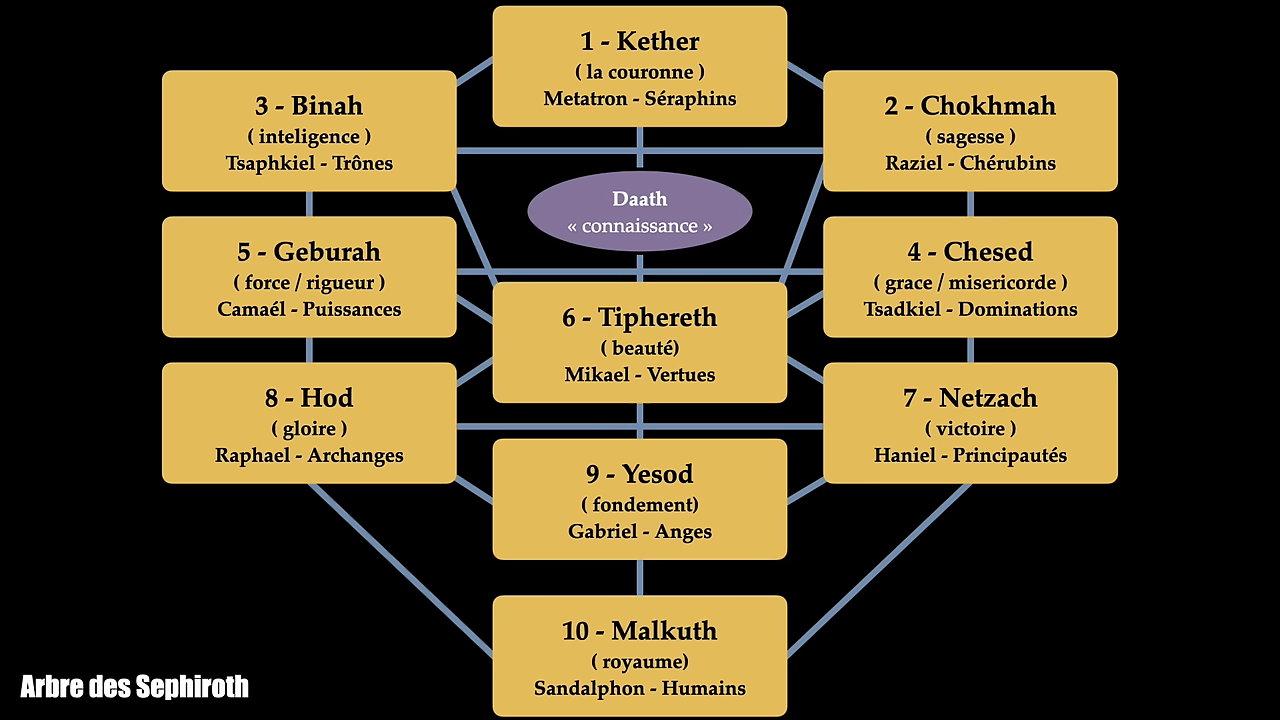 1 - Kether
( la couronne )
Metatron - Séraphins
3 - Binah
( inteligence )
Tsaphkiel - Trônes
2 - Chokhmah
( sagesse )
Raziel - Chérubins
Daath
« connaissance »
5 - Geburah
( force / rigueur )
Camaél - Puissances
4 - Chesed
( grace / misericorde )
Tsadkiel - Dominations
6 - Tiphereth
( beauté)
Mikael - Vertues
8 - Hod
( gloire )
Raphael - Archanges
7 - Netzach
( victoire )
Haniel - Principautés
9 - Yesod
( fondement)
Gabriel - Anges
10 - Malkuth
( royaume)
Sandalphon - Humains
Arbre des Sephiroth